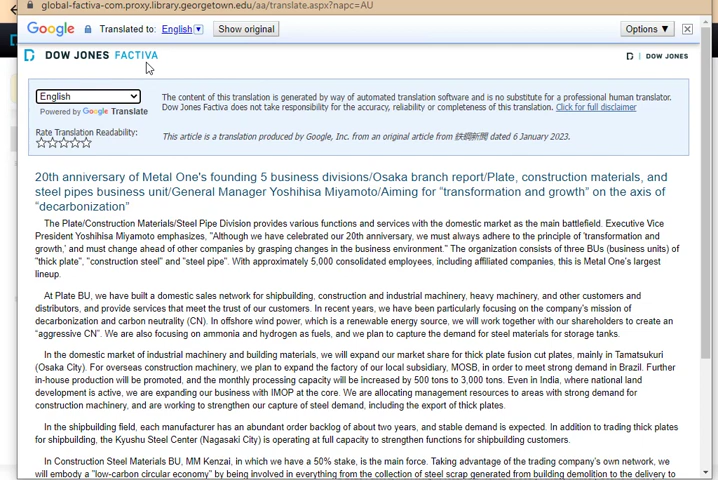 global-factiva-com.proxy.library.georgetown.edu/aa/translate.aspx?napc=AU
Google Translated to: English Show original Options ▼
DOW JONES FACTIVA DOW JONES
English
Powered by Google Translate
Rate Translation Readability:
The content of this translation is generated by way of automated translation software and is no substitute for a professional human translator.
Dow Jones Factiva does not take responsibility for the accuracy, reliability or completeness of this translation. Click for full disclaimer
This article is a translation produced by Google, Inc. from an original article from 鉄鋼新聞 dated 6 January 2023.
20th anniversary of Metal One's founding 5 business divisions/Osaka branch report/Plate, construction materials, and
steel pipes business unit/General Manager Yoshihisa Miyamoto/Aiming for “transformation and growth” on the axis of
“decarbonization”
The Plate/Construction Materials/Steel Pipe Division provides various functions and services with the domestic market as the main battlefield. Executive Vice
President Yoshihisa Miyamoto emphasizes, "Although we have celebrated our 20th anniversary, we must always adhere to the principle of 'transformation and
growth,' and must change ahead of other companies by grasping changes in the business environment." The organization consists of three BUs (business units) of
"thick plate", "construction steel" and "steel pipe". With approximately 5,000 consolidated employees, including affiliated companies, this is Metal One's largest
lineup.
At Plate BU, we have built a domestic sales network for shipbuilding, construction and industrial machinery, heavy machinery, and other customers and
distributors, and provide services that meet the trust of our customers. In recent years, we have been particularly focusing on the company's mission of
decarbonization and carbon neutrality (CN). In offshore wind power, which is a renewable energy source, we will work together with our shareholders to create an
“aggressive CN”. We are also focusing on ammonia and hydrogen as fuels, and we plan to capture the demand for steel materials for storage tanks.
In the domestic market of industrial machinery and building materials, we will expand our market share for thick plate fusion cut plates, mainly in Tamatsukuri
(Osaka City). For overseas construction machinery, we plan to expand the factory of our local subsidiary, MOSB, in order to meet strong demand in Brazil. Further
in-house production will be promoted, and the monthly processing capacity will be increased by 500 tons to 3,000 tons. Even in India, where national land
development is active, we are expanding our business with IMOP at the core. We are allocating management resources to areas with strong demand for
construction machinery, and are working to strengthen our capture of steel demand, including the export of thick plates.
In the shipbuilding field, each manufacturer has an abundant order backlog of about two years, and stable demand is expected. In addition to trading thick plates
for shipbuilding, the Kyushu Steel Center (Nagasaki City) is operating at full capacity to strengthen functions for shipbuilding customers.
In Construction Steel Materials BU, MM Kenzai, in which we have a 50% stake, is the main force. Taking advantage of the trading company's own network, we
will embody a "low-carbon circular economy" by being involved in everything from the collection of steel scrap generated from building demolition to the delivery to